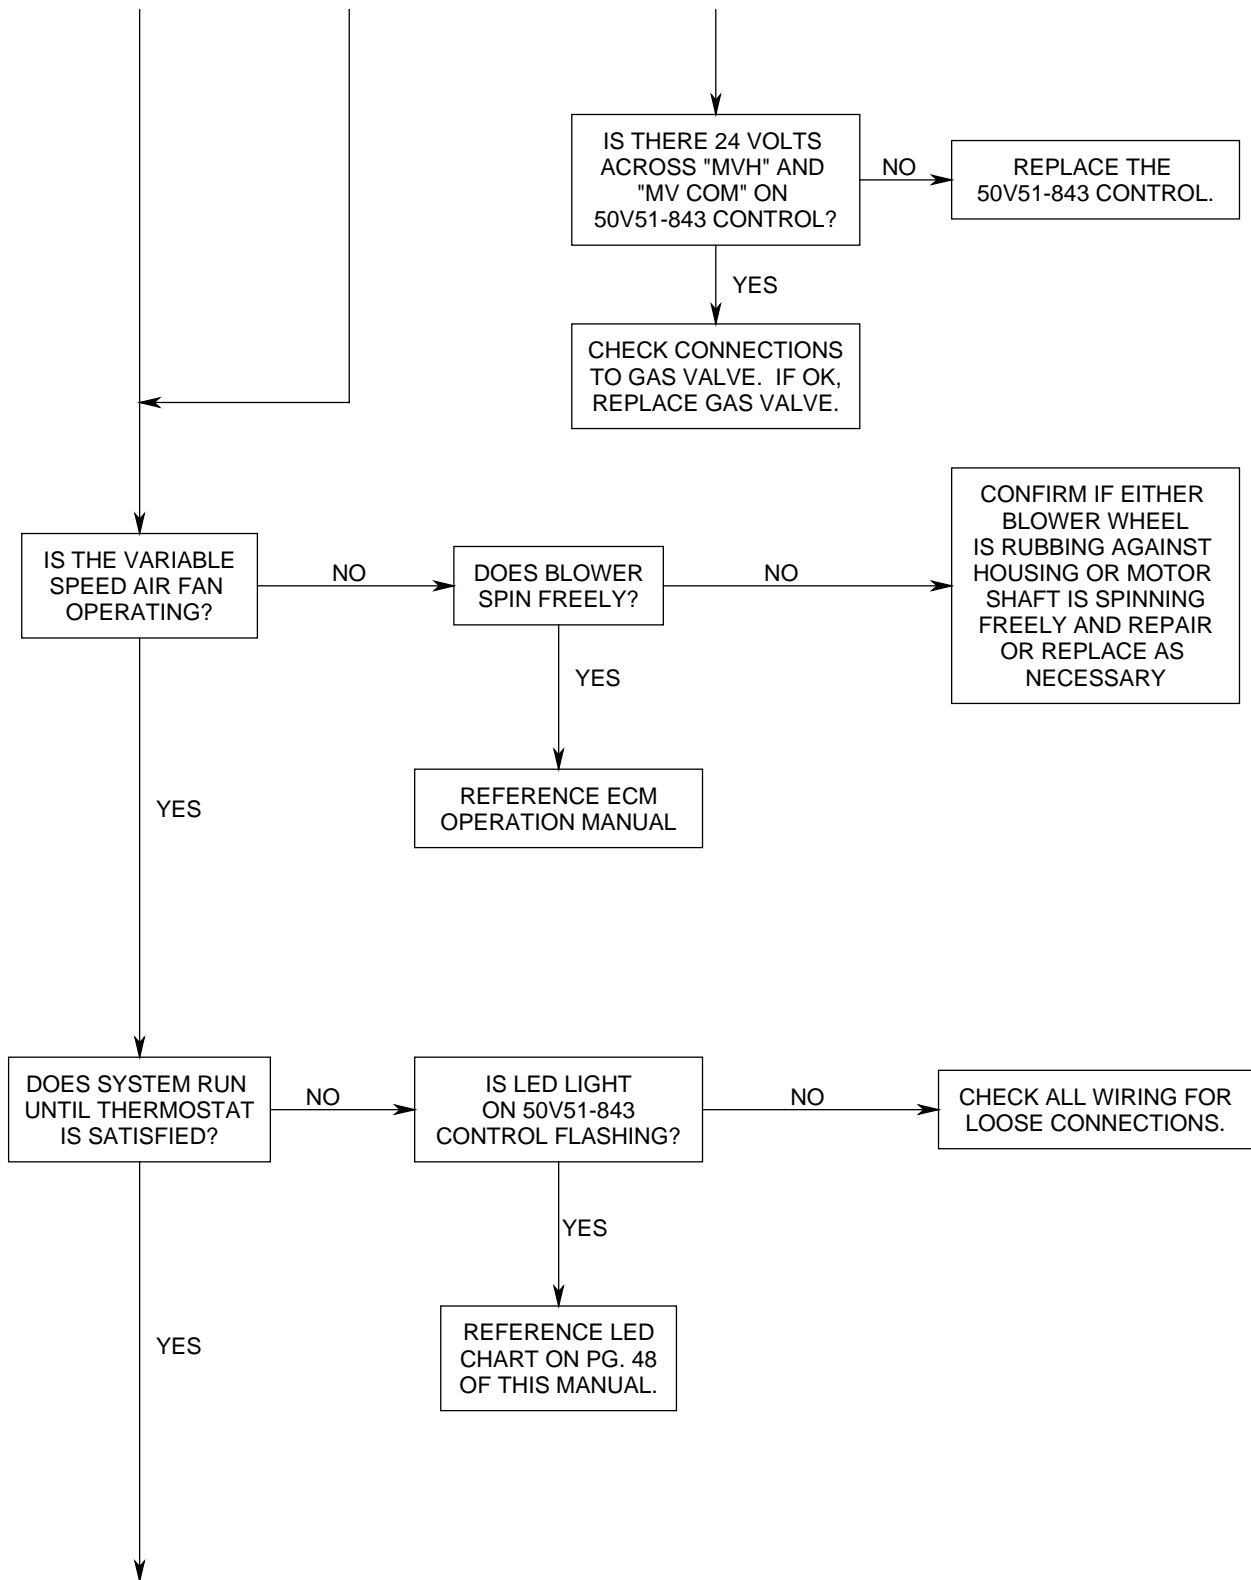 IS THERE 24 VOLTS
ACROSS "MVH" AND
"MV COM" ON
50V51-843 CONTROL?
NO
REPLACE THE
50V51-843 CONTROL.
YES
CHECK CONNECTIONS
TO GAS VALVE.  IF OK,
REPLACE GAS VALVE.
IS THE VARIABLE
SPEED AIR FAN
OPERATING?
NO
DOES BLOWER
SPIN FREELY?
NO
CONFIRM IF EITHER
BLOWER WHEEL
IS RUBBING AGAINST
HOUSING OR MOTOR
SHAFT IS SPINNING
FREELY AND REPAIR
OR REPLACE AS
NECESSARY
YES
REFERENCE ECM
OPERATION MANUAL
YES
DOES SYSTEM RUN
UNTIL THERMOSTAT
IS SATISFIED?
NO
IS LED LIGHT
ON 50V51-843
CONTROL FLASHING?
NO
CHECK ALL WIRING FOR
LOOSE CONNECTIONS.
YES
REFERENCE LED
CHART ON PG. 48
OF THIS MANUAL.
YES